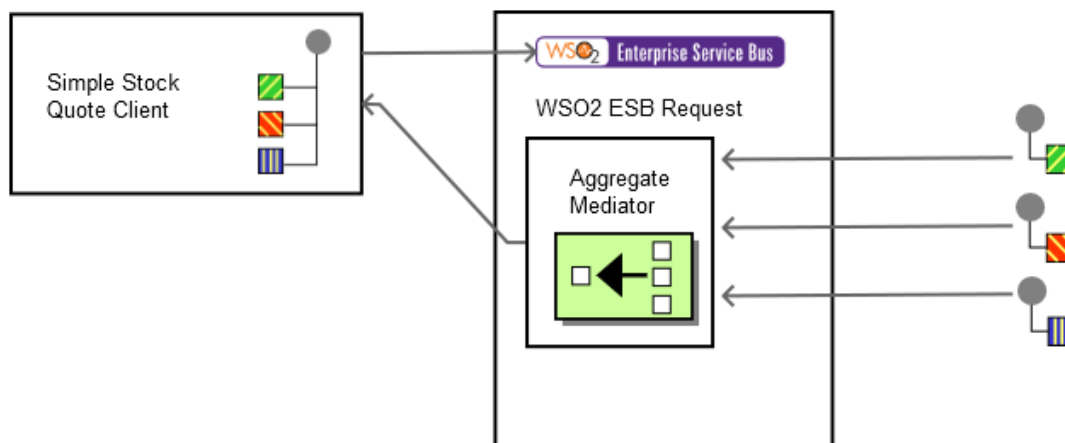 Simple Stock
Quote Client
WSO2 Enterprise Service Bus
WSO2 ESB Request
Aggregate
Mediator